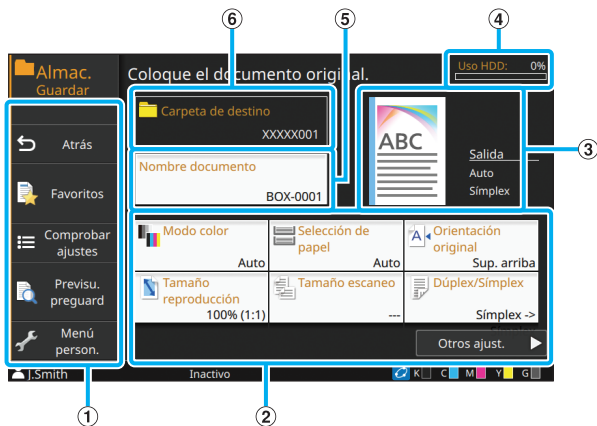 ⑥
⑤
④
Almac.
Guardar
Coloque el documento original.
Uso HDD: 0%
Carpeta de destino
XXXXX001
ABC
Salida
Auto
Símplex
③
Atrás
Nombre documento
BOX-0001
Favoritos
Comprobar
ajustes
Previsu.
preguard
Menú
person.
Modo color
Auto
Selección de
papel
Auto
A
Orientación
original
Sup. arriba
Tamaño
reproducción
100% (1:1)
Tamaño escaneo
---
Dúplex/Símplex
Símplex ->
Otros ajust.
J.Smith
Inactivo
K C M Y G
①
②